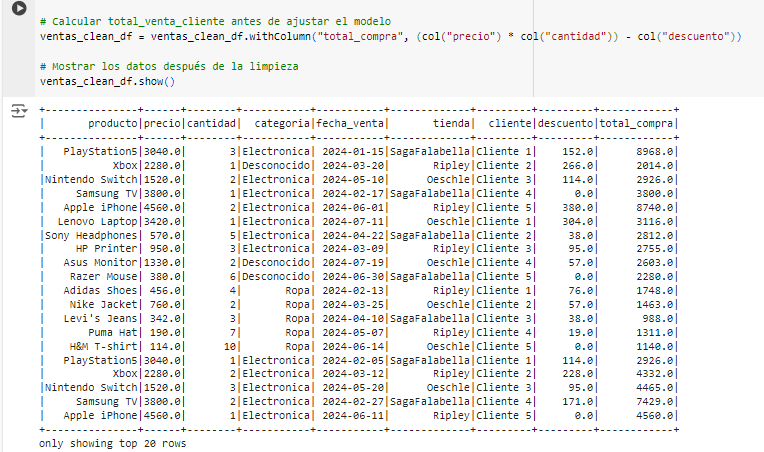 # Calcular total_venta_cliente antes de ajustar el modelo
ventas_clean_df = ventas_clean_df.withColumn("total_compra", (col("precio") * col("cantidad")) - col("descuento"))
# Mostrar los datos después de la limpieza
ventas_clean_df.show()
+---------------+------+--------+-----------+-----------+-------------+---------+---------+------------+
|       producto|precio|cantidad|  categoria|fecha_venta|       tienda|  cliente|descuento|total_compra|
+---------------+------+--------+-----------+-----------+-------------+---------+---------+------------+
|   PlayStation5|3040.0|       3|Electronica| 2024-01-15|SagaFalabella|Cliente 1|    152.0|      8968.0|
|           Xbox|2280.0|       1|Desconocido| 2024-03-20|       Ripley|Cliente 2|    266.0|      2014.0|
|Nintendo Switch|1520.0|       2|Electronica| 2024-05-10|       Oeschle|Cliente 3|    114.0|      2926.0|
|     Samsung TV|3800.0|       1|Electronica| 2024-02-17|SagaFalabella|Cliente 4|      0.0|      3800.0|
|   Apple iPhone|4560.0|       2|Electronica| 2024-06-01|       Ripley|Cliente 5|    380.0|      8740.0|
|  Lenovo Laptop|3420.0|       1|Electronica| 2024-07-11|      Oeschle|Cliente 1|    304.0|      3116.0|
|Sony Headphones| 570.0|       5|Electronica| 2024-04-22|SagaFalabella|Cliente 2|     38.0|      2812.0|
|     HP Printer| 950.0|       3|Electronica| 2024-03-09|       Ripley|Cliente 3|     95.0|      2755.0|
|   Asus Monitor|1330.0|       2|Desconocido| 2024-07-19|      Oeschle|Cliente 4|     57.0|      2603.0|
|    Razer Mouse| 380.0|       6|Desconocido| 2024-06-30|SagaFalabella|Cliente 5|      0.0|      2280.0|
|   Adidas Shoes| 456.0|       4|       Ropa| 2024-02-13|       Ripley|Cliente 1|     76.0|      1748.0|
|    Nike Jacket| 760.0|       2|       Ropa| 2024-03-25|      Oeschle|Cliente 2|     57.0|      1463.0|
|   Levi's Jeans| 342.0|       3|       Ropa| 2024-04-10|SagaFalabella|Cliente 3|     38.0|       988.0|
|       Puma Hat| 190.0|       7|       Ropa| 2024-05-07|       Ripley|Cliente 4|     19.0|      1311.0|
|    H&M T-shirt| 114.0|      10|       Ropa| 2024-06-14|      Oeschle|Cliente 5|      0.0|      1140.0|
|   PlayStation5|3040.0|       1|Electronica| 2024-02-05|SagaFalabella|Cliente 1|    114.0|      2926.0|
|           Xbox|2280.0|       2|Electronica| 2024-03-12|       Ripley|Cliente 2|    228.0|      4332.0|
|Nintendo Switch|1520.0|       3|Electronica| 2024-05-20|      Oeschle|Cliente 3|     95.0|      4465.0|
|     Samsung TV|3800.0|       2|Electronica| 2024-02-27|SagaFalabella|Cliente 4|    171.0|      7429.0|
|   Apple iPhone|4560.0|       1|Electronica| 2024-06-11|       Ripley|Cliente 5|      0.0|      4560.0|
+---------------+------+--------+-----------+-----------+-------------+---------+---------+------------+
only showing top 20 rows